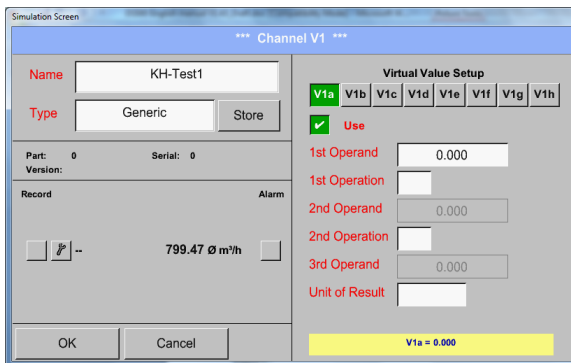 Simulation Screen
*** Channel V1 ***
Name
KH-Test1
Type
Generic
Store
Part: 0 Serial: 0
Version:
Record
Alarm
-- 799.47 Ø m³/h
OK
Cancel
Virtual Value Setup
V1a V1b V1c V1d V1e V1f V1g V1h
Use
1st Operand
0.000
1st Operation
2nd Operand
0.000
2nd Operation
3rd Operand
0.000
Unit of Result
V1a = 0.000